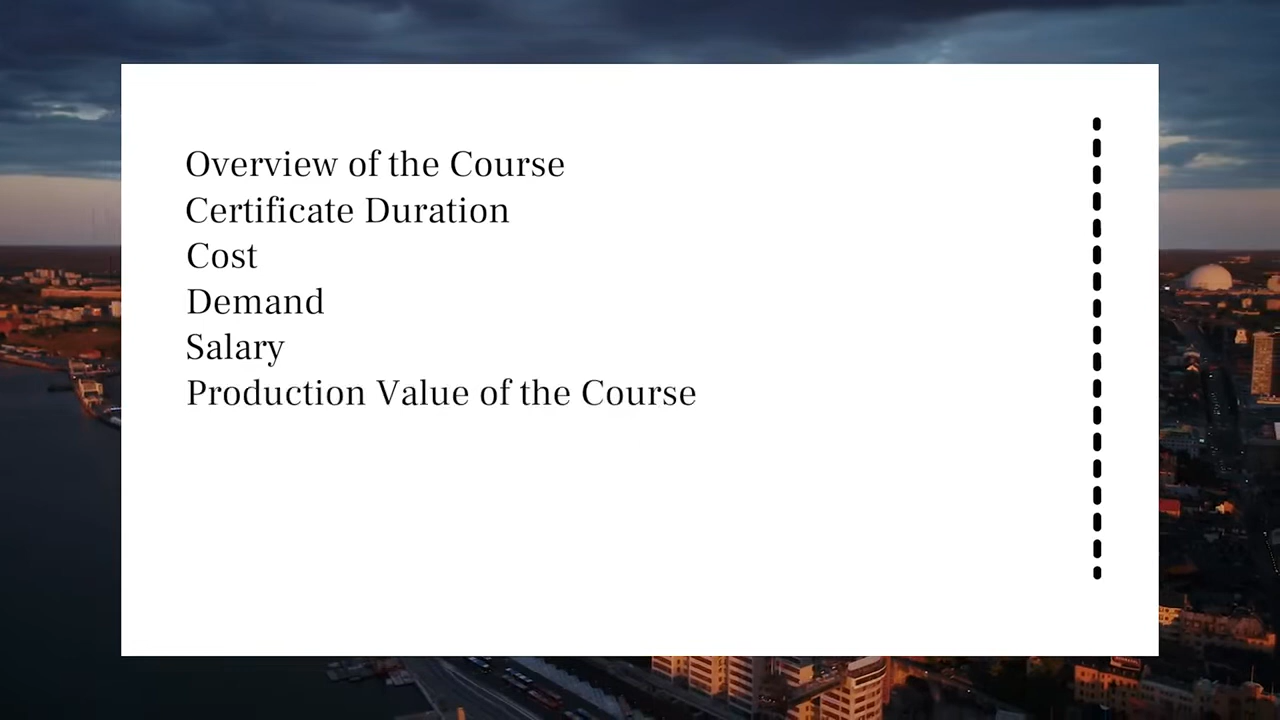 Overview of the Course
Certificate Duration
Cost
Demand
Salary
Production Value of the Course